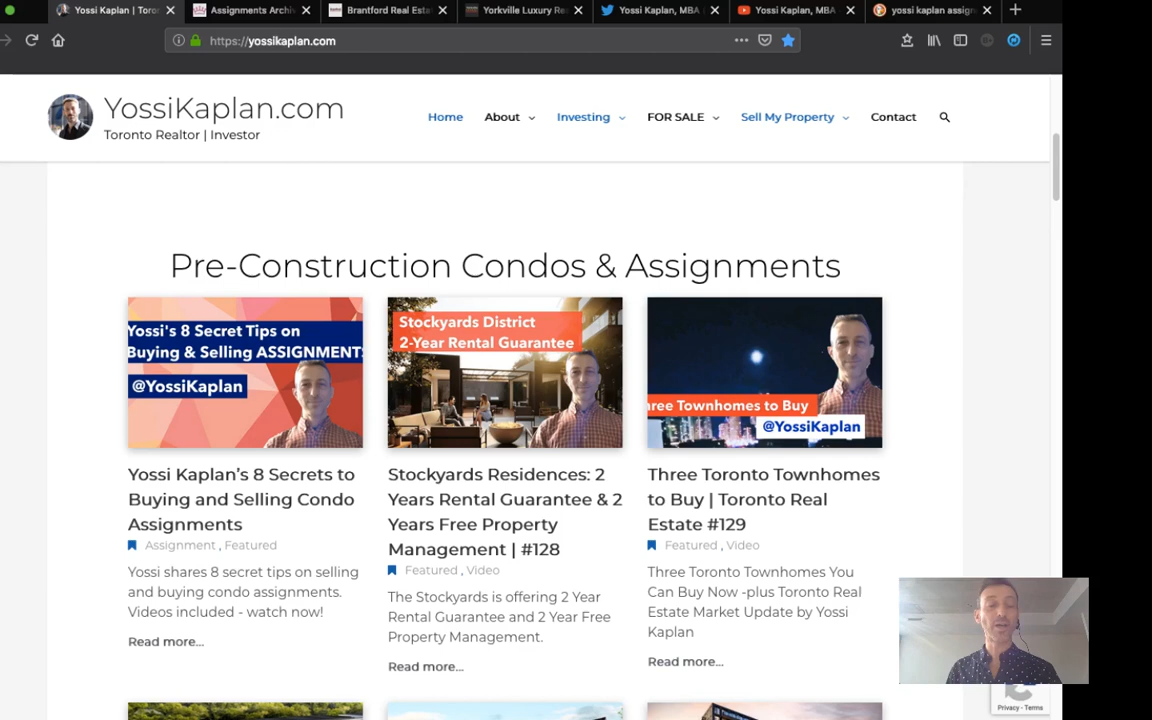 Yossi Kaplan | Toro
Assignments Archiv
Brantford Real Esta
Yorkville Luxury Re
Yossi Kaplan, MBA
Yossi Kaplan, MBA
yossi kaplan assign
https://yossikaplan.com
YossiKaplan.com
Toronto Realtor | Investor
Home
About
Investing
FOR SALE
Sell My Property
Contact
Pre-Construction Condos & Assignments
Yossi's 8 Secret Tips on
Buying & Selling ASSIGNMENT
@YossiKaplan
Stockyards District
2-Year Rental Guarantee
hree Townhomes to Buy
@YossiKaplan
Yossi Kaplan’s 8 Secrets to
Buying and Selling Condo
Assignments
Assignment , Featured
Yossi shares 8 secret tips on selling
and buying condo assignments.
Videos included - watch now!
Read more...
Stockyards Residences: 2
Years Rental Guarantee & 2
Years Free Property
Management | #128
Featured , Video
The Stockyards is offering 2 Year
Rental Guarantee and 2 Year Free
Property Management.
Read more...
Three Toronto Townhomes
to Buy | Toronto Real
Estate #129
Featured , Video
Three Toronto Townhomes You
Can Buy Now -plus Toronto Real
Estate Market Update by Yossi
Kaplan
Read more...
Privacy - Terms